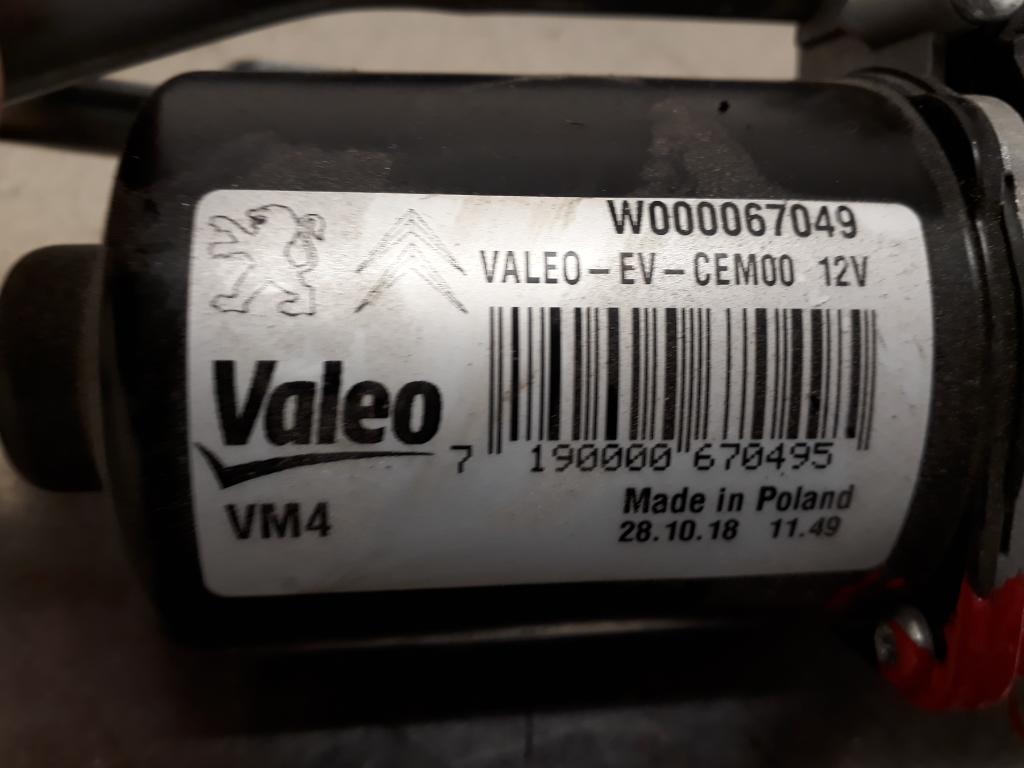 W000067049
VALEO-EV-CEM00 12V
Valeo
7 190000 670495
VM4
Made in Poland
28.10.18 11.49